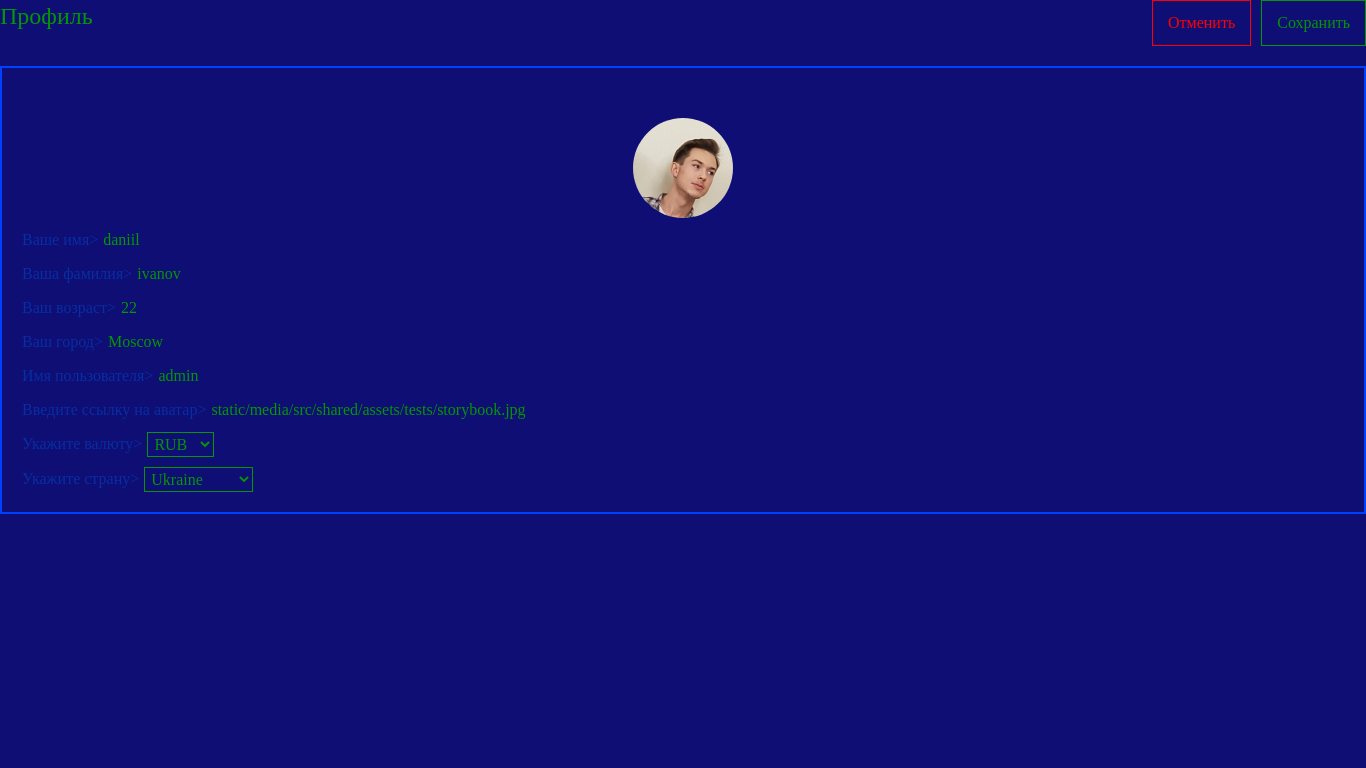 Профиль
Отменить Сохранить
Ваше имя> daniil
Ваша фамилия> ivanov
Ваш возраст> 22
Ваш город> Moscow
Имя пользователя> admin
Введите ссылку на аватар> static/media/src/shared/assets/tests/storybook.jpg
Укажите валюту> RUB
Укажите страну> Ukraine